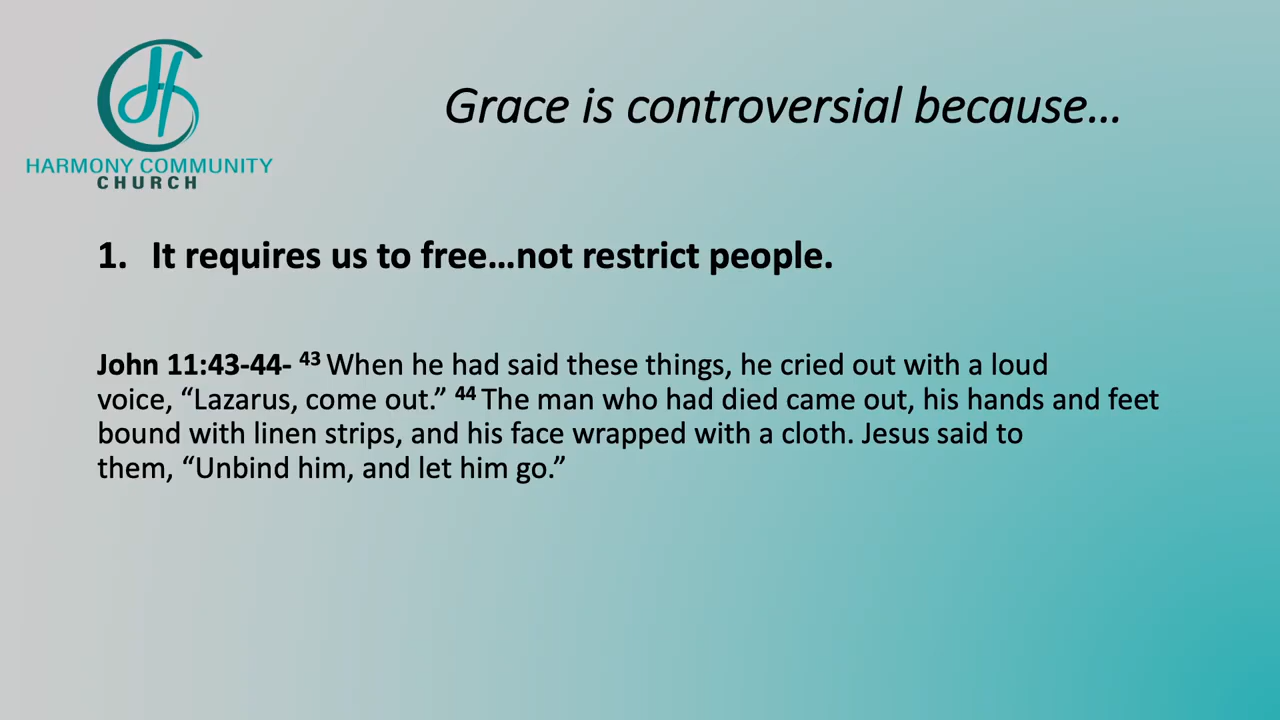 Grace is controversial because…
HARMONY COMMUNITY
CHURCH
1. It requires us to free…not restrict people.
John 11:43-44- 43 When he had said these things, he cried out with a loud
voice, “Lazarus, come out.” 44 The man who had died came out, his hands and feet
bound with linen strips, and his face wrapped with a cloth. Jesus said to
them, “Unbind him, and let him go.”